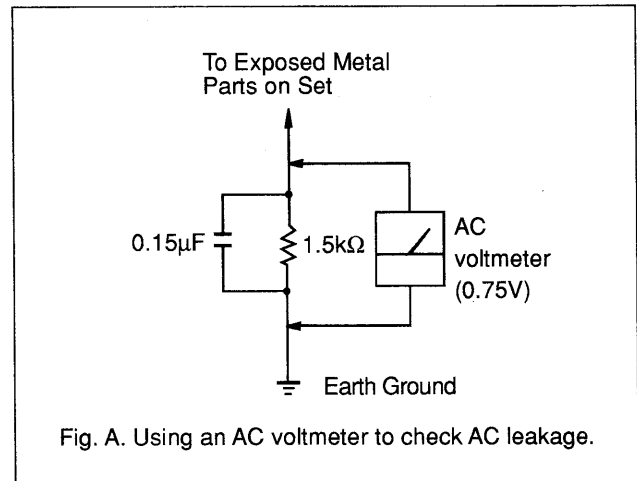 To Exposed Metal
Parts on Set
0.15µF
1.5kΩ
AC
voltmeter
(0.75V)
Earth Ground
Fig. A. Using an AC voltmeter to check AC leakage.